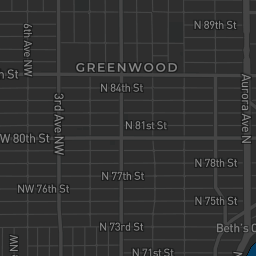 N 89th St
6th Ave NW
GREENWOOD
h St
N 84th St
Aurora Ave N
3rd Ave NW
N 81st St
W 80th St
N 78th St
N 77th St
NW 76th St
N 75th St
N 73rd St
Beth's C
NW
N 71st St
N